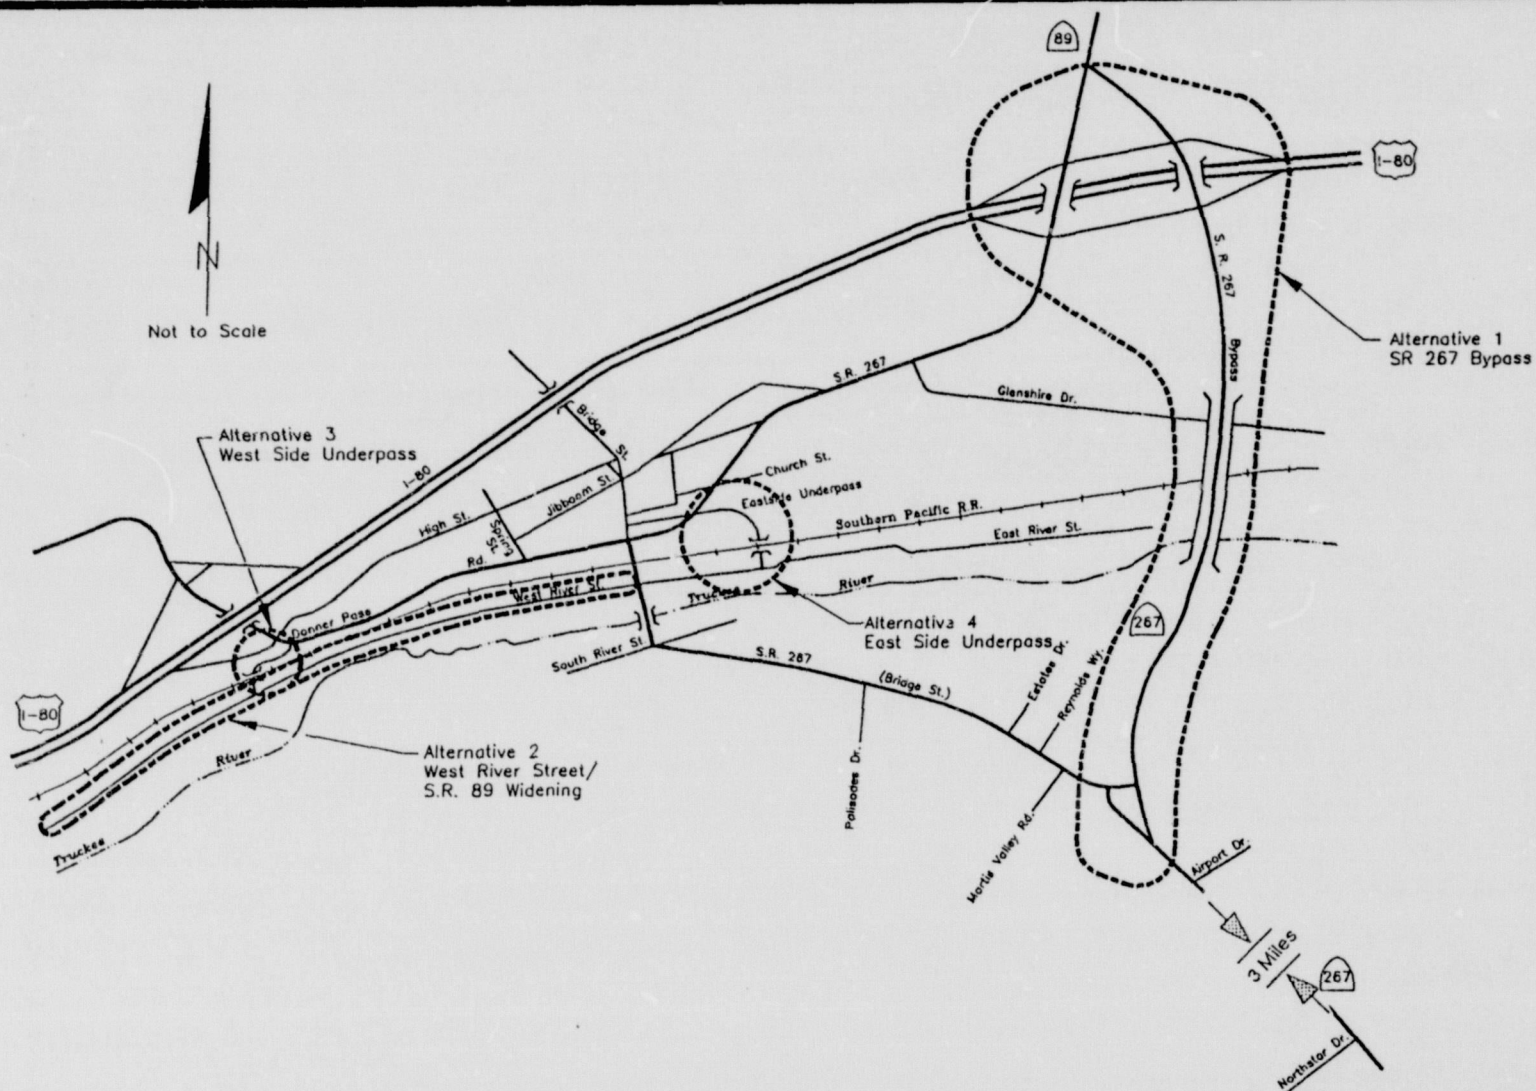 89
I-80
N
Not to Scale
S. R. 267
Bypass
Alternative 1
SR 267 Bypass
S.R. 267
Glenshire Dr.
Bridge
St.
Alternative 3
West Side Underpass
I-80
Church St.
Jibboom St.
Eastside Underpass
High St.
Spring
St.
Southern Pacific R.R.
East River St.
Rd.
West River St.
River
Truckee
Donner Pass
Alternative 4
East Side Underpass
267
South River St
S.R. 267
(Bridge St.)
Estates Dr.
Reynolds Wy.
I-80
River
Alternative 2
West River Street/
S.R. 89 Widening
Palisades Dr.
Martis Valley Rd.
Truckee
Airport Dr.
3 Miles
267
Northstar Dr.